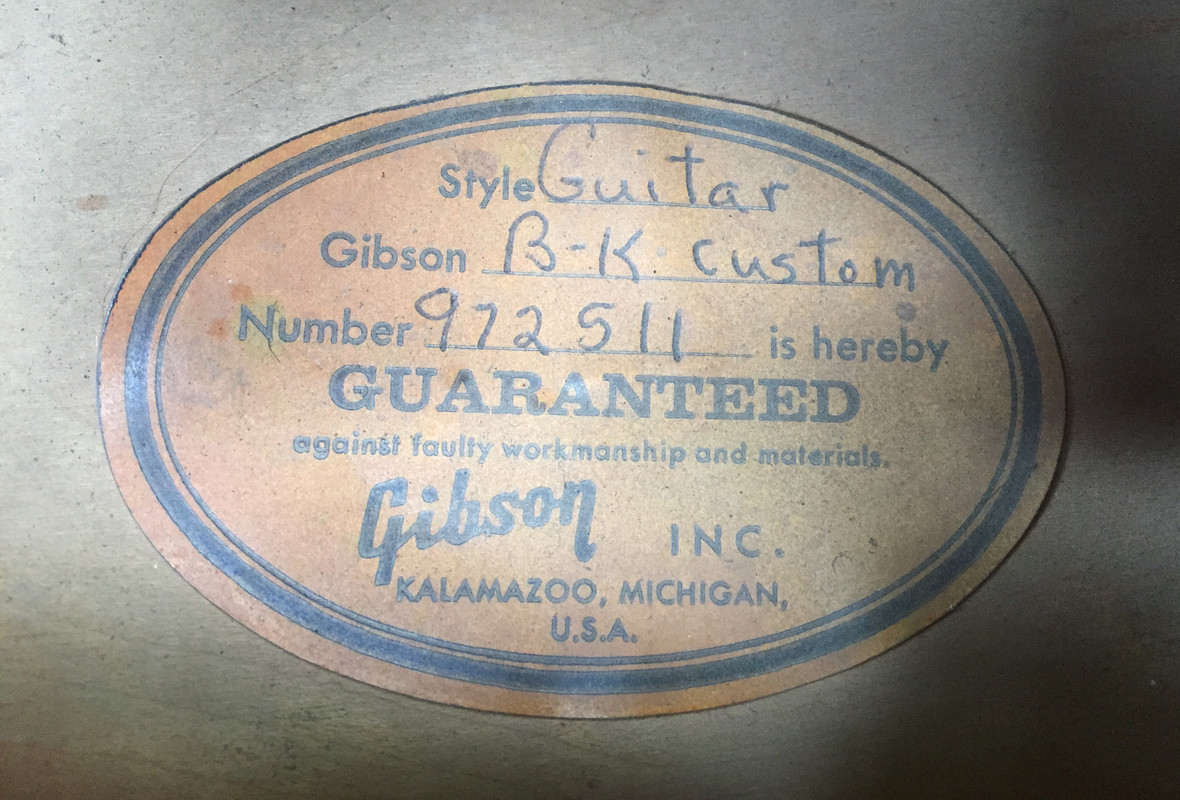 Style Guitar
Gibson B-K. Custom
Number 972511 is hereby
GUARANTEED
against faulty workmanship and materials.
Gibson INC.
KALAMAZOO, MICHIGAN,
U.S.A.